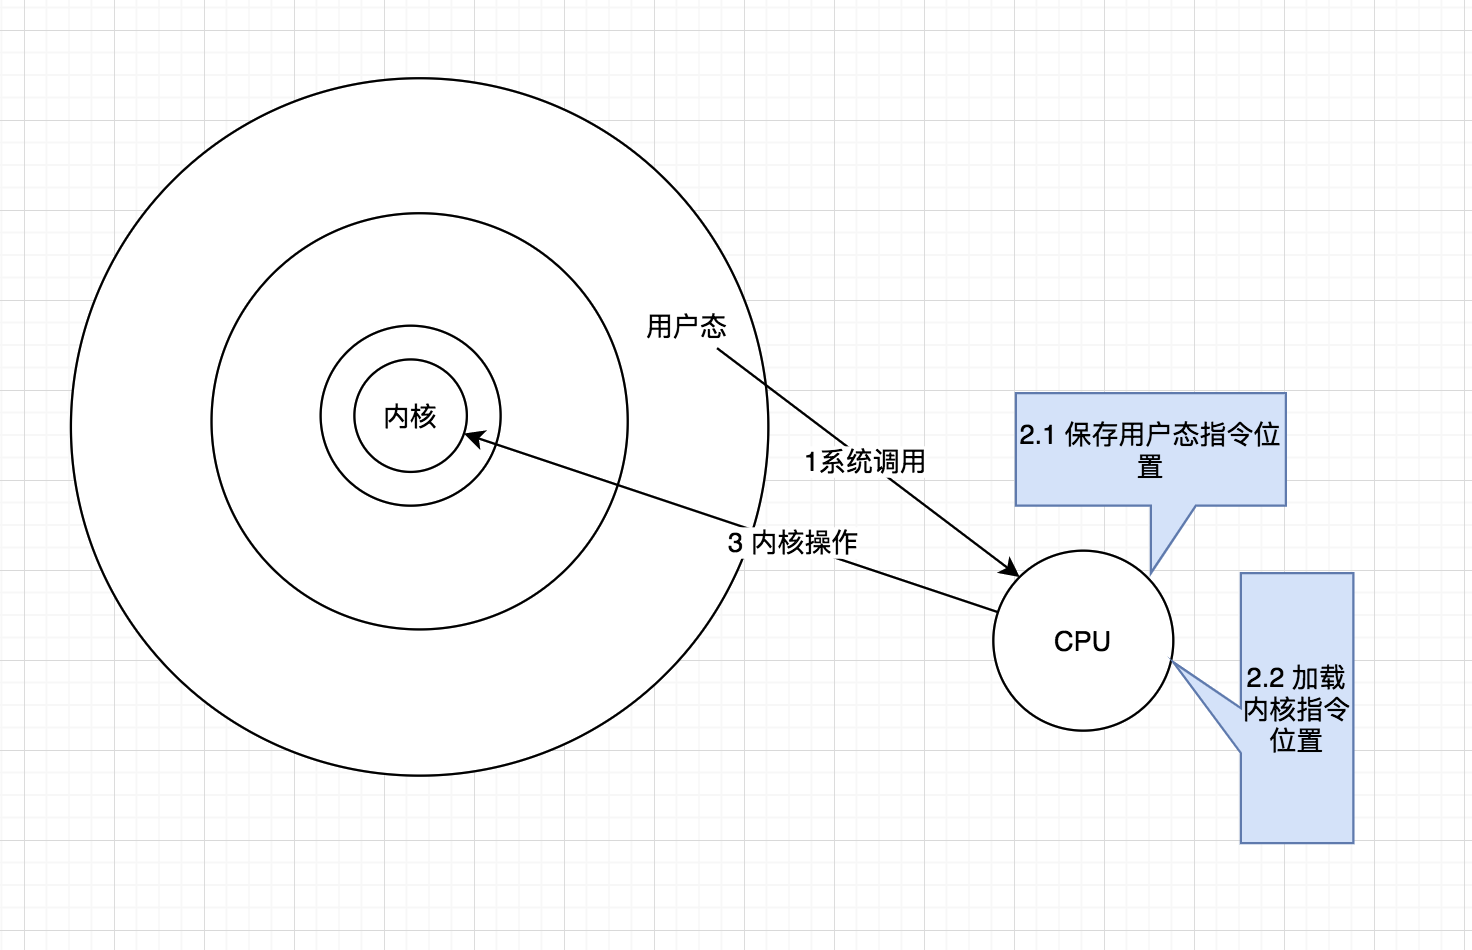 用户态
内核
1系统调用
2.1 保存用户态指令位
置
3 内核操作
CPU
2.2 加载
内核指令
位置